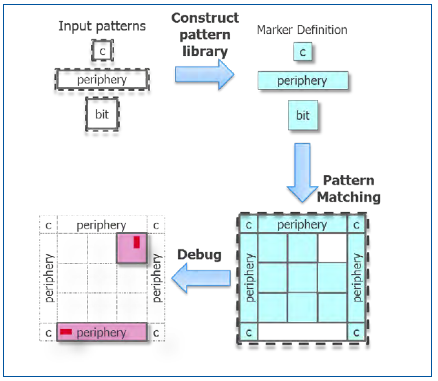 Input patterns
c
periphery
bit
Construct
pattern
library
Marker Definition
c
periphery
bit
Pattern
Matching
c periphery c
periphery
periphery
c c
Debug
c periphery c
periphery
periphery
c periphery c